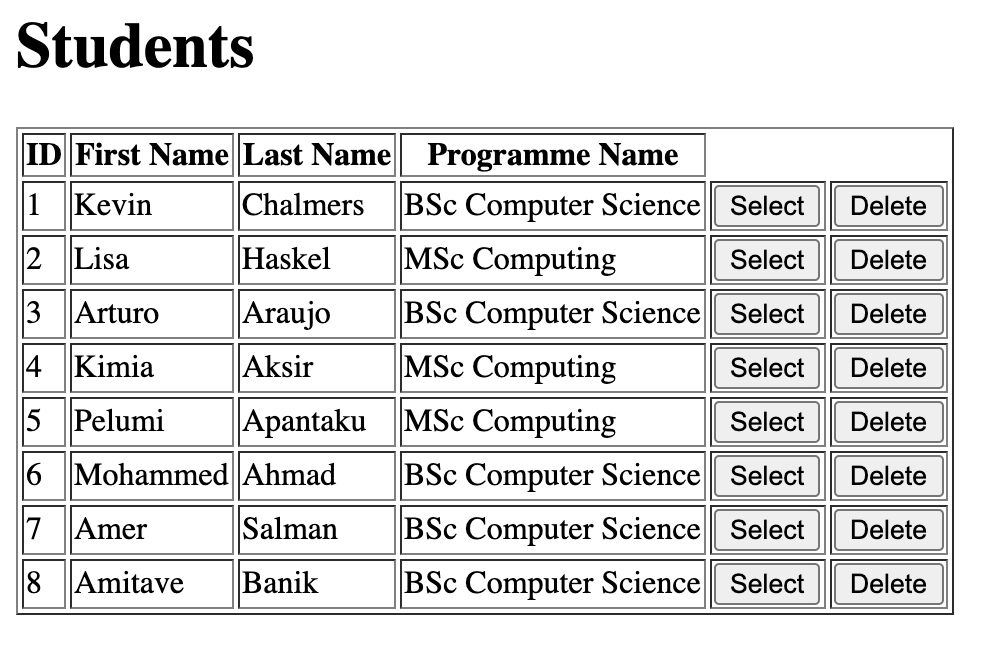 Students
ID First Name Last Name Programme Name
1 Kevin Chalmers BSc Computer Science Select Delete
2 Lisa Haskel MSc Computing Select Delete
3 Arturo Araujo BSc Computer Science Select Delete
4 Kimia Aksir MSc Computing Select Delete
5 Pelumi Apantaku MSc Computing Select Delete
6 Mohammed Ahmad BSc Computer Science Select Delete
7 Amer Salman BSc Computer Science Select Delete
8 Amitave Banik BSc Computer Science Select Delete